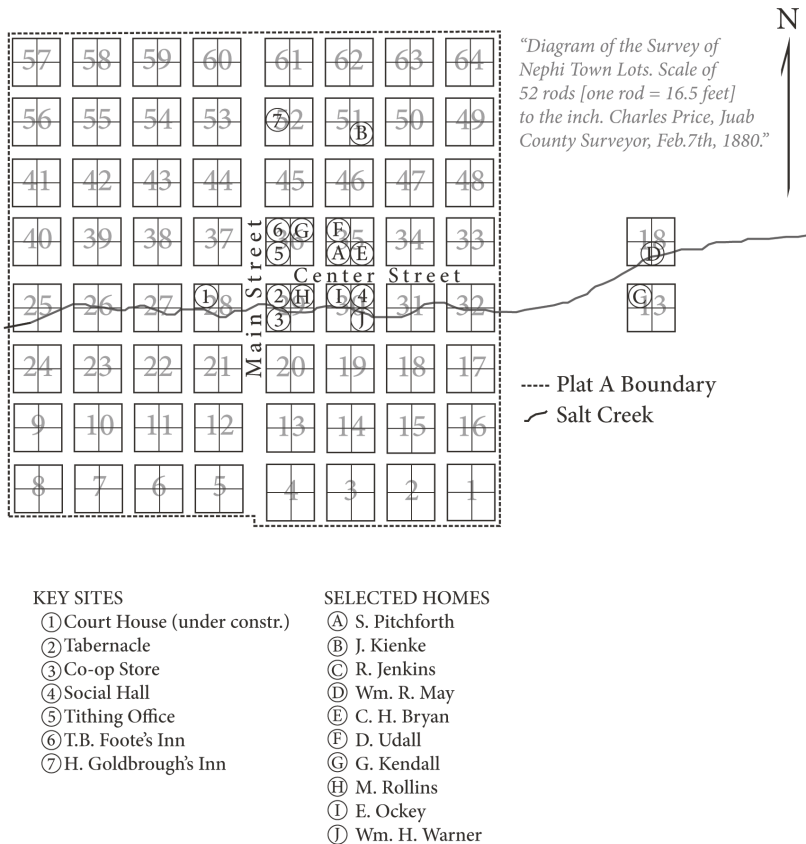 N
"Diagram of the Survey of
Nephi Town Lots. Scale of
52 rods [one rod = 16.5 feet]
to the inch. Charles Price, Juab
County Surveyor, Feb.7th, 1880."
57 58 59 60 61 62 63 64
56 55 54 53 7 2 51 B 50 49
41 42 43 44 45 46 47 48
6 G F
40 39 38 37 5 A E 34 33 18 D
Main Street
Center Street
25 26 27 1 8 2 H I 4 31 32 G 13
3 J
24 23 22 21 20 19 18 17
9 10 11 12 13 14 15 16
8 7 6 5 4 3 2 1
Plat A Boundary
Salt Creek
KEY SITES
1 Court House (under constr.)
2 Tabernacle
3 Co-op Store
4 Social Hall
5 Tithing Office
6 T.B. Foote's Inn
7 H. Goldbrough's Inn
SELECTED HOMES
A S. Pitchforth
B J. Kienke
C R. Jenkins
D Wm. R. May
E C. H. Bryan
F D. Udall
G G. Kendall
H M. Rollins
I E. Ockey
J Wm. H. Warner